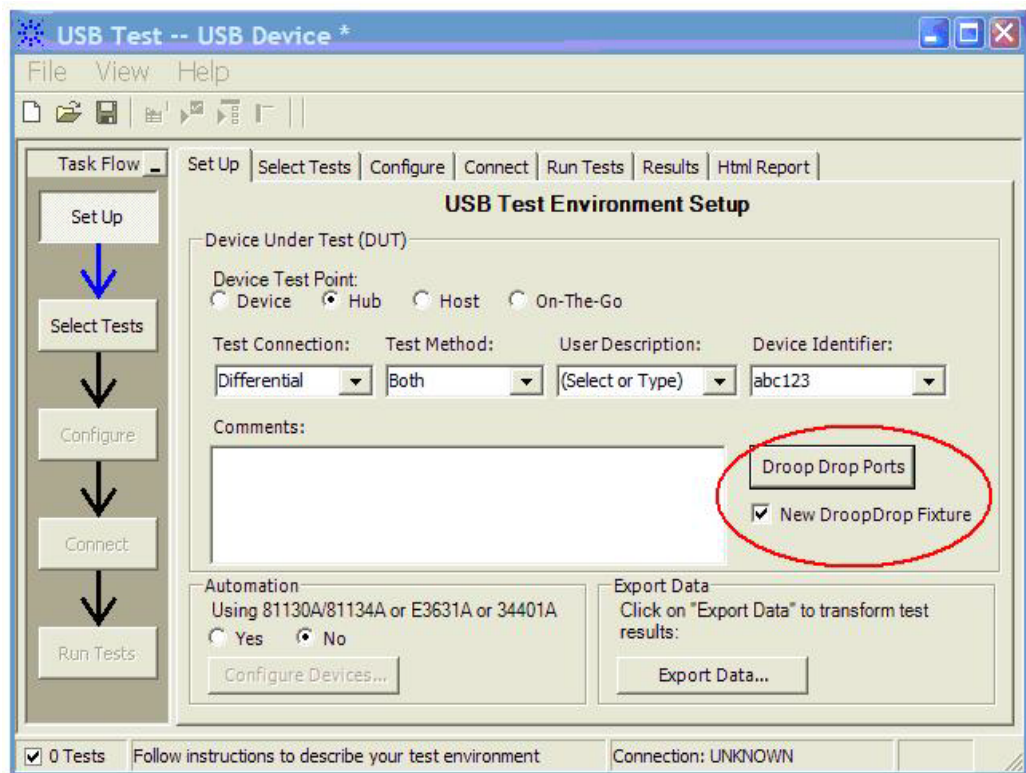 USB Test -- USB Device *
File View Help
Task Flow
Set Up
Select Tests
Configure
Connect
Run Tests
Set Up Select Tests Configure Connect Run Tests Results Html Report
USB Test Environment Setup
Device Under Test (DUT)
Device Test Point:
Device Hub Host On-The-Go
Test Connection: Test Method: User Description: Device Identifier:
Differential Both (Select or Type) abc123
Comments:
Droop Drop Ports
New DroopDrop Fixture
Automation
Using 81130A/81134A or E3631A or 34401A
Yes No
Configure Devices...
Export Data
Click on "Export Data" to transform test
results:
Export Data...
0 Tests Follow instructions to describe your test environment Connection: UNKNOWN